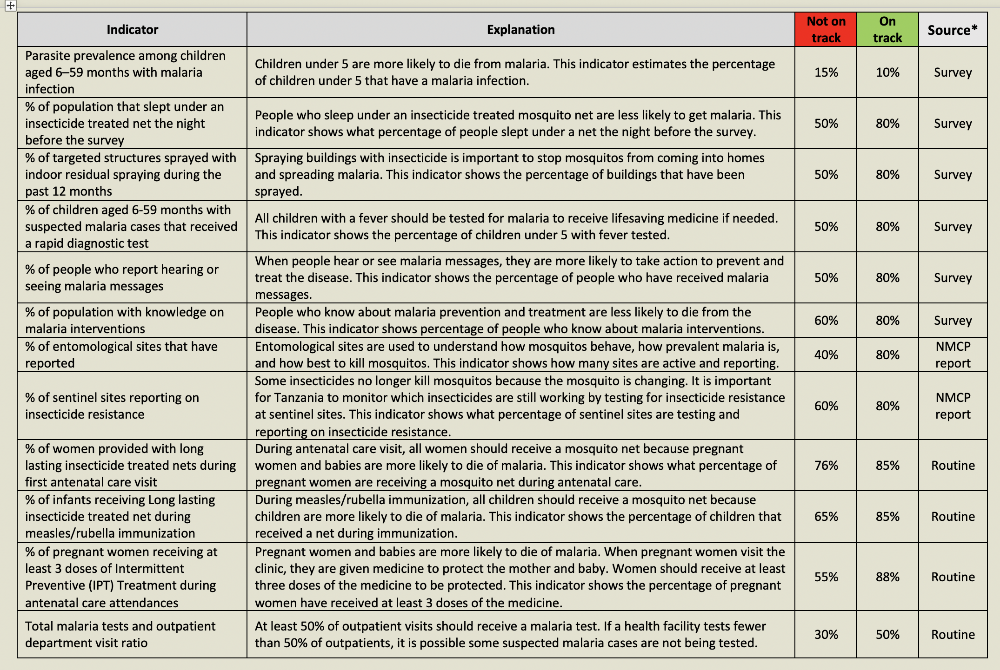 Indicator
Explanation
Not on
track
On
track
Source*
Parasite prevalence among children
aged 6–59 months with malaria
infection
Children under 5 are more likely to die from malaria. This indicator estimates the percentage
of children under 5 that have a malaria infection.
15%
10%
Survey
% of population that slept under an
insecticide treated net the night
before the survey
People who sleep under an insecticide treated mosquito net are less likely to get malaria. This
indicator shows what percentage of people slept under a net the night before the survey.
50%
80%
Survey
% of targeted structures sprayed with
indoor residual spraying during the
past 12 months
Spraying buildings with insecticide is important to stop mosquitos from coming into homes
and spreading malaria. This indicator shows the percentage of buildings that have been
sprayed.
50%
80%
Survey
% of children aged 6-59 months with
suspected malaria cases that received
a rapid diagnostic test
All children with a fever should be tested for malaria to receive lifesaving medicine if needed.
This indicator shows the percentage of children under 5 with fever tested.
50%
80%
Survey
% of people who report hearing or
seeing malaria messages
When people hear or see malaria messages, they are more likely to take action to prevent and
treat the disease. This indicator shows the percentage of people who have received malaria
messages.
50%
80%
Survey
% of population with knowledge on
malaria interventions
People who know about malaria prevention and treatment are less likely to die from the
disease. This indicator shows percentage of people who know about malaria interventions.
60%
80%
Survey
% of entomological sites that have
reported
Entomological sites are used to understand how mosquitos behave, how prevalent malaria is,
and how best to kill mosquitos. This indicator shows how many sites are active and reporting.
40%
80%
NMCP
report
% of sentinel sites reporting on
insecticide resistance
Some insecticides no longer kill mosquitos because the mosquito is changing. It is important
for Tanzania to monitor which insecticides are still working by testing for insecticide resistance
at sentinel sites. This indicator shows what percentage of sentinel sites are testing and
reporting on insecticide resistance.
60%
80%
NMCP
report
% of women provided with long
lasting insecticide treated nets during
first antenatal care visit
During antenatal care visit, all women should receive a mosquito net because pregnant
women and babies are more likely to die of malaria. This indicator shows what percentage of
pregnant women are receiving a mosquito net during antenatal care.
76%
85%
Routine
% of infants receiving Long lasting
insecticide treated net during
measles/rubella immunization
During measles/rubella immunization, all children should receive a mosquito net because
children are more likely to die of malaria. This indicator shows the percentage of children that
received a net during immunization.
65%
85%
Routine
% of pregnant women receiving at
least 3 doses of Intermittent
Preventive (IPT) Treatment during
antenatal care attendances
Pregnant women and babies are more likely to die of malaria. When pregnant women visit the
clinic, they are given medicine to protect the mother and baby. Women should receive at least
three doses of the medicine to be protected. This indicator shows the percentage of pregnant
women have received at least 3 doses of the medicine.
55%
88%
Routine
Total malaria tests and outpatient
department visit ratio
At least 50% of outpatient visits should receive a malaria test. If a health facility tests fewer
than 50% of outpatients, it is possible some suspected malaria cases are not being tested.
30%
50%
Routine